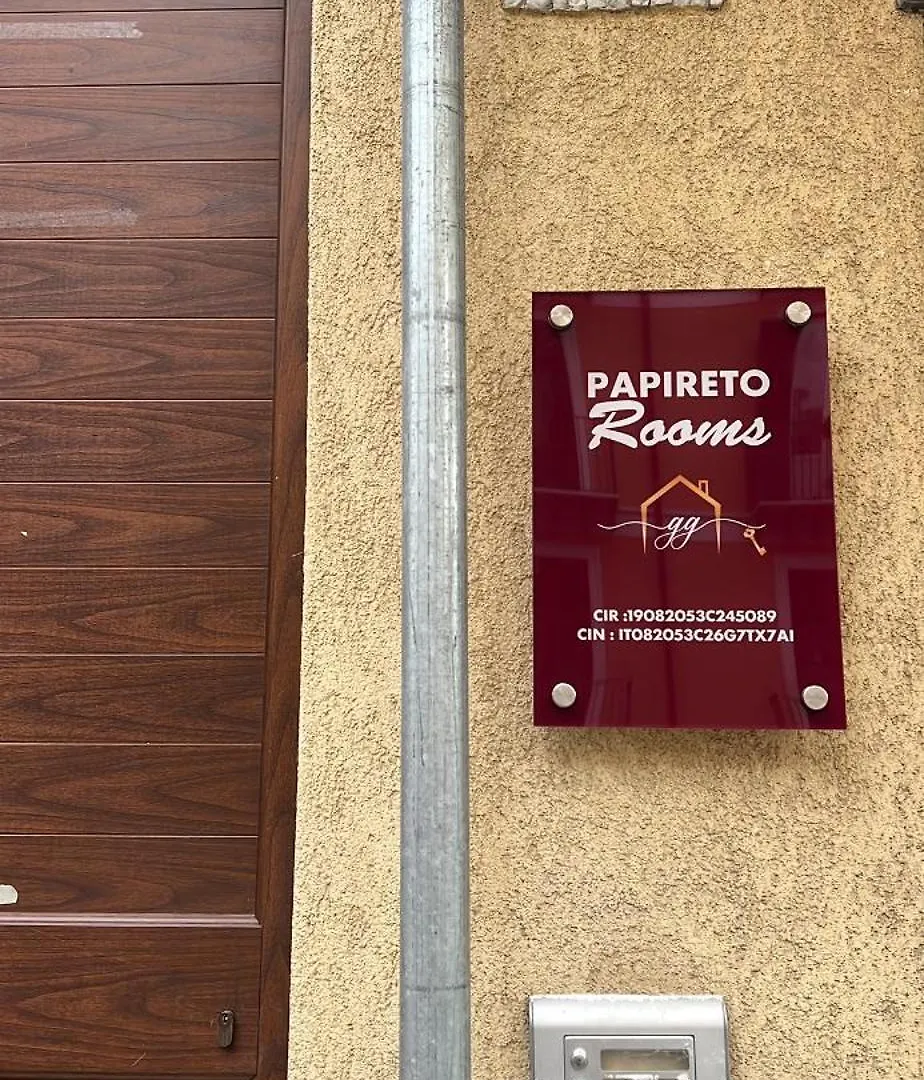 PAPIRETO
Rooms
gg
CIR :19082053C245089
CIN : IT082053C26G7TX7AI